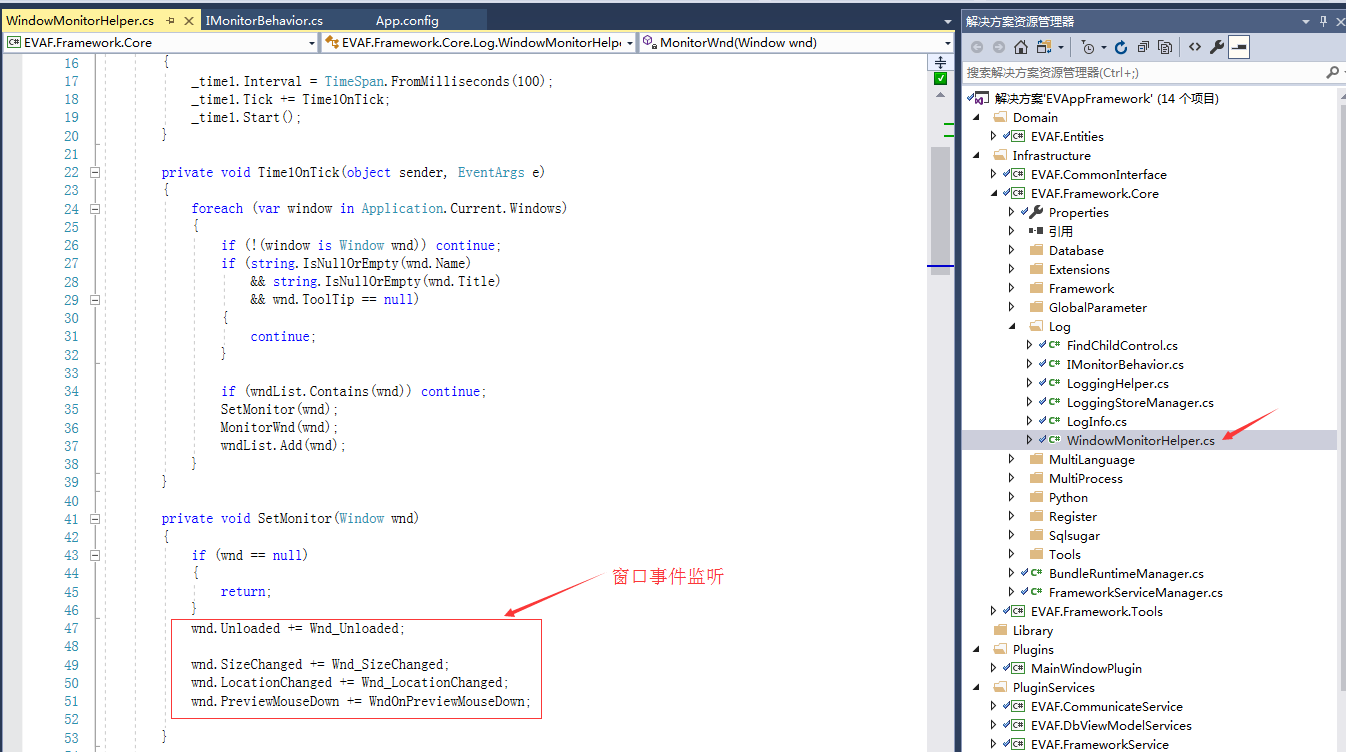 WindowMonitorHelper.cs
IMonitorBehavior.cs
App.config
EVAF.Framework.Core
EVAF.Framework.Core.Log.WindowMonitorHelp
MonitorWnd(Window wnd)
16 {
17 _time1.Interval = TimeSpan.FromMilliseconds(100);
18 _time1.Tick += Time1OnTick;
19 _time1.Start();
20 }
21
22 private void Time1OnTick(object sender, EventArgs e)
23 {
24 foreach (var window in Application.Current.Windows)
25 {
26 if (!(window is Window wnd)) continue;
27 if (string.IsNullOrEmpty(wnd.Name)
28 && string.IsNullOrEmpty(wnd.Title)
29 && wnd.ToolTip == null)
30 {
31 continue;
32 }
33
34 if (wndList.Contains(wnd)) continue;
35 SetMonitor(wnd);
36 MonitorWnd(wnd);
37 wndList.Add(wnd);
38 }
39 }
40
41 private void SetMonitor(Window wnd)
42 {
43 if (wnd == null)
44 {
45 return;
46 }
47 wnd.Unloaded += Wnd_Unloaded;
48
49 wnd.SizeChanged += Wnd_SizeChanged;
50 wnd.LocationChanged += Wnd_LocationChanged;
51 wnd.PreviewMouseDown += WndOnPreviewMouseDown;
52
53 }
窗口事件监听
解决方案资源管理器
搜索解决方案资源管理器(Ctrl+;)
解决方案'EVAppFramework' (14 个项目)
Domain
C# EVAF.Entities
Infrastructure
C# EVAF.CommonInterface
C# EVAF.Framework.Core
Properties
引用
Database
Extensions
Framework
GlobalParameter
Log
C# FindChildControl.cs
C# IMonitorBehavior.cs
C# LoggingHelper.cs
C# LoggingStoreManager.cs
C# LogInfo.cs
C# WindowMonitorHelper.cs
MultiLanguage
MultiProcess
Python
Register
Sqlsugar
Tools
C# BundleRuntimeManager.cs
C# FrameworkServiceManager.cs
C# EVAF.Framework.Tools
Library
Plugins
C# MainWindowPlugin
PluginServices
C# EVAF.CommunicateService
C# EVAF.DbViewModelServices
C# EVAF.FrameworkService